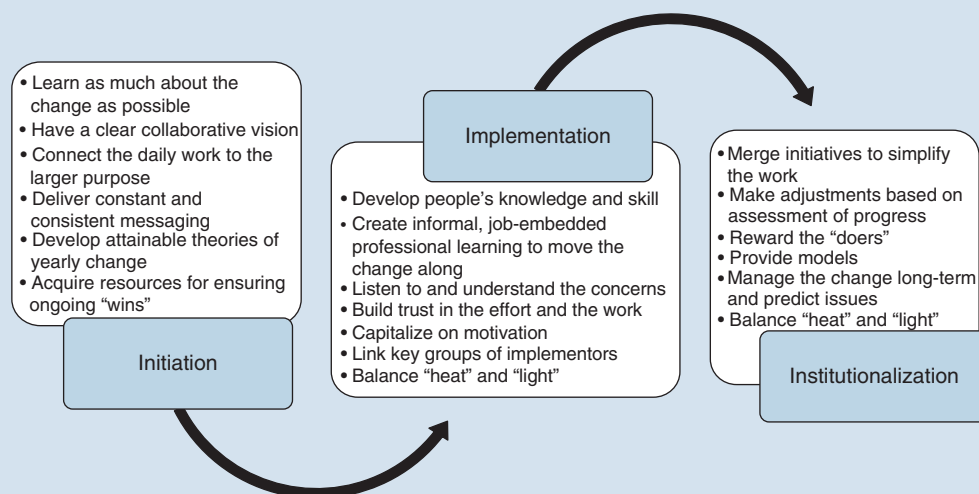 • Learn as much about the
change as possible
• Have a clear collaborative vision
• Connect the daily work to the
larger purpose
• Deliver constant and
consistent messaging
• Develop attainable theories of
yearly change
• Acquire resources for ensuring
ongoing “wins”
Initiation
Implementation
• Develop people’s knowledge and skill
• Create informal, job-embedded
professional learning to move the
change along
• Listen to and understand the concerns
• Build trust in the effort and the work
• Capitalize on motivation
• Link key groups of implementors
• Balance “heat” and “light”
• Merge initiatives to simplify
the work
• Make adjustments based on
assessment of progress
• Reward the “doers”
• Provide models
• Manage the change long-term
and predict issues
• Balance “heat” and “light”
Institutionalization